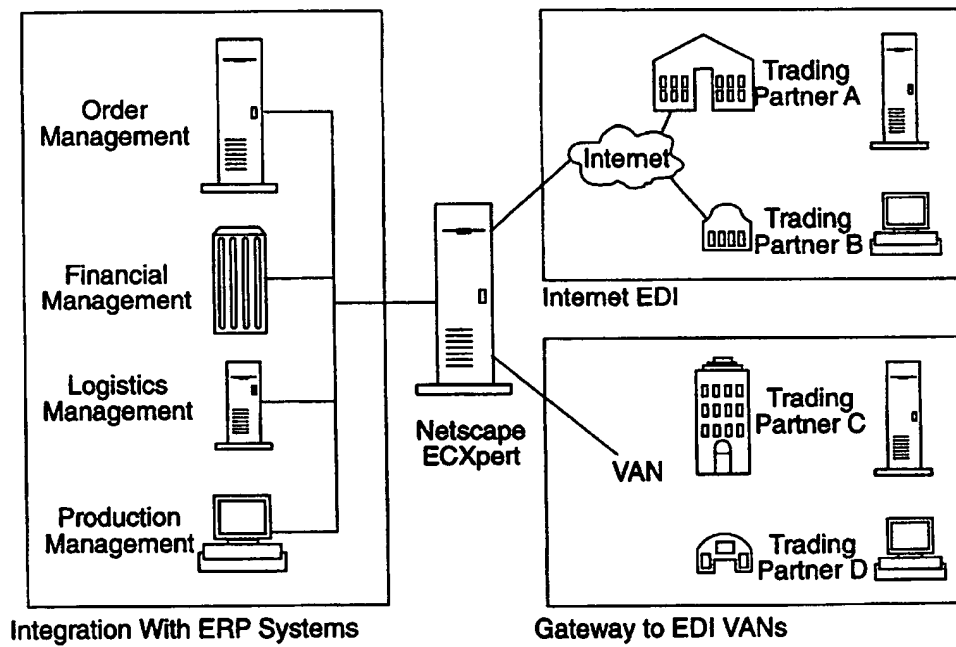 Order
Management
Financial
Management
Logistics
Management
Production
Management
Integration With ERP Systems
Netscape
ECXpert
Internet
Trading
Partner A
Trading
Partner B
Internet EDI
VAN
Trading
Partner C
Trading
Partner D
Gateway to EDI VANs